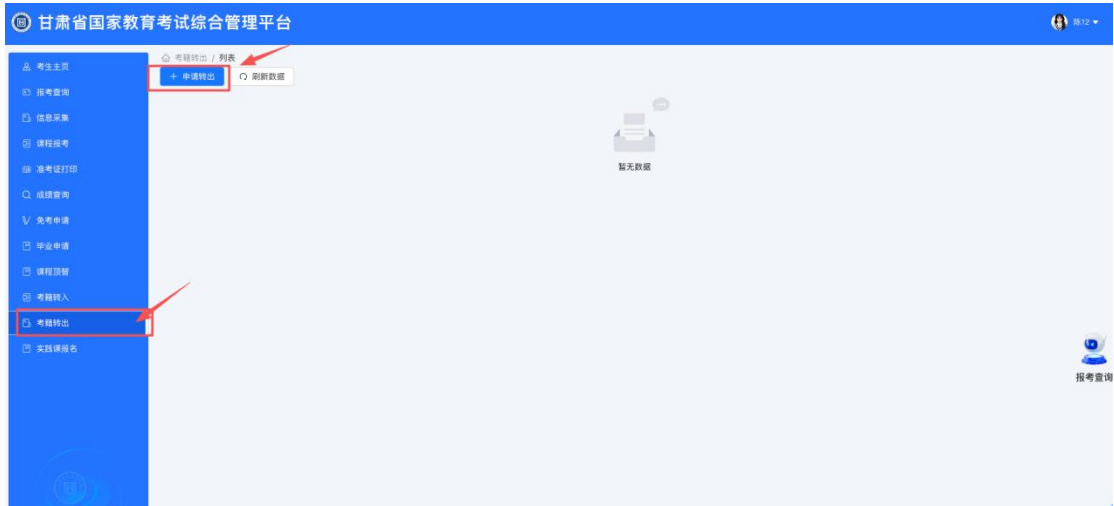 甘肃省国家教育考试综合管理平台
陈12
考生主页
报考查询
信息采集
课程报考
准考证打印
成绩查询
免考申请
毕业申请
课程顶替
考籍转入
考籍转出
实践课报名
考籍转出 / 列表
+ 申请转出
刷新数据
暂无数据
报考查询